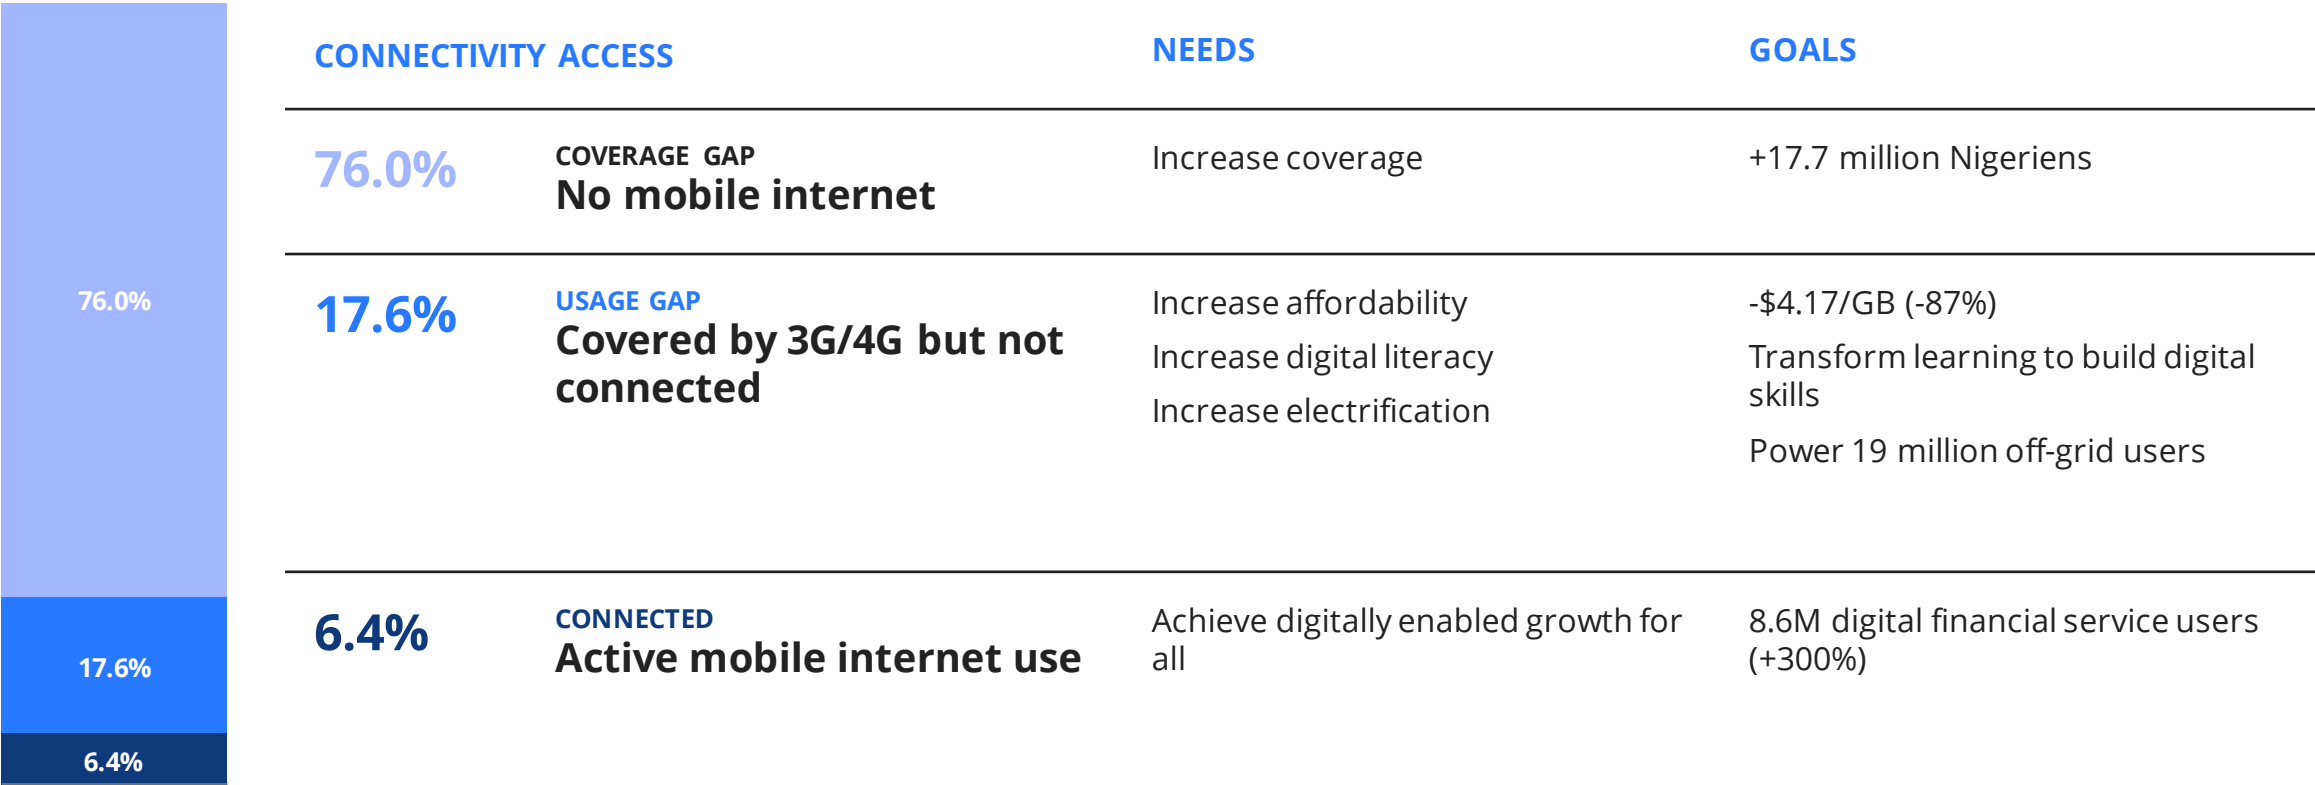 76.0%
17.6%
6.4%
CONNECTIVITY ACCESS
NEEDS
GOALS
76.0%
COVERAGE GAP
No mobile internet
Increase coverage
+17.7 million Nigeriens
17.6%
USAGE GAP
Covered by 3G/4G but not
connected
Increase affordability
Increase digital literacy
Increase electrification
-$4.17/GB (-87%)
Transform learning to build digital
skills
Power 19 million off-grid users
6.4%
CONNECTED
Active mobile internet use
Achieve digitally enabled growth for
all
8.6M digital financial service users
(+300%)